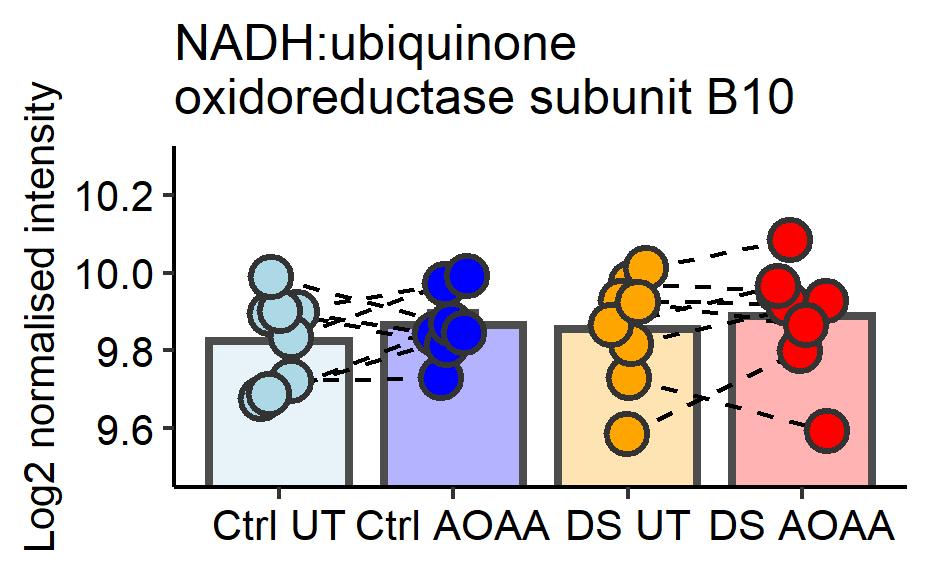 NADH:ubiquinone
oxidoreductase subunit B10
Log2 normalised intensity
10.2
10.0
9.8
9.6
Ctrl UT Ctrl AOAA DS UT DS AOAA